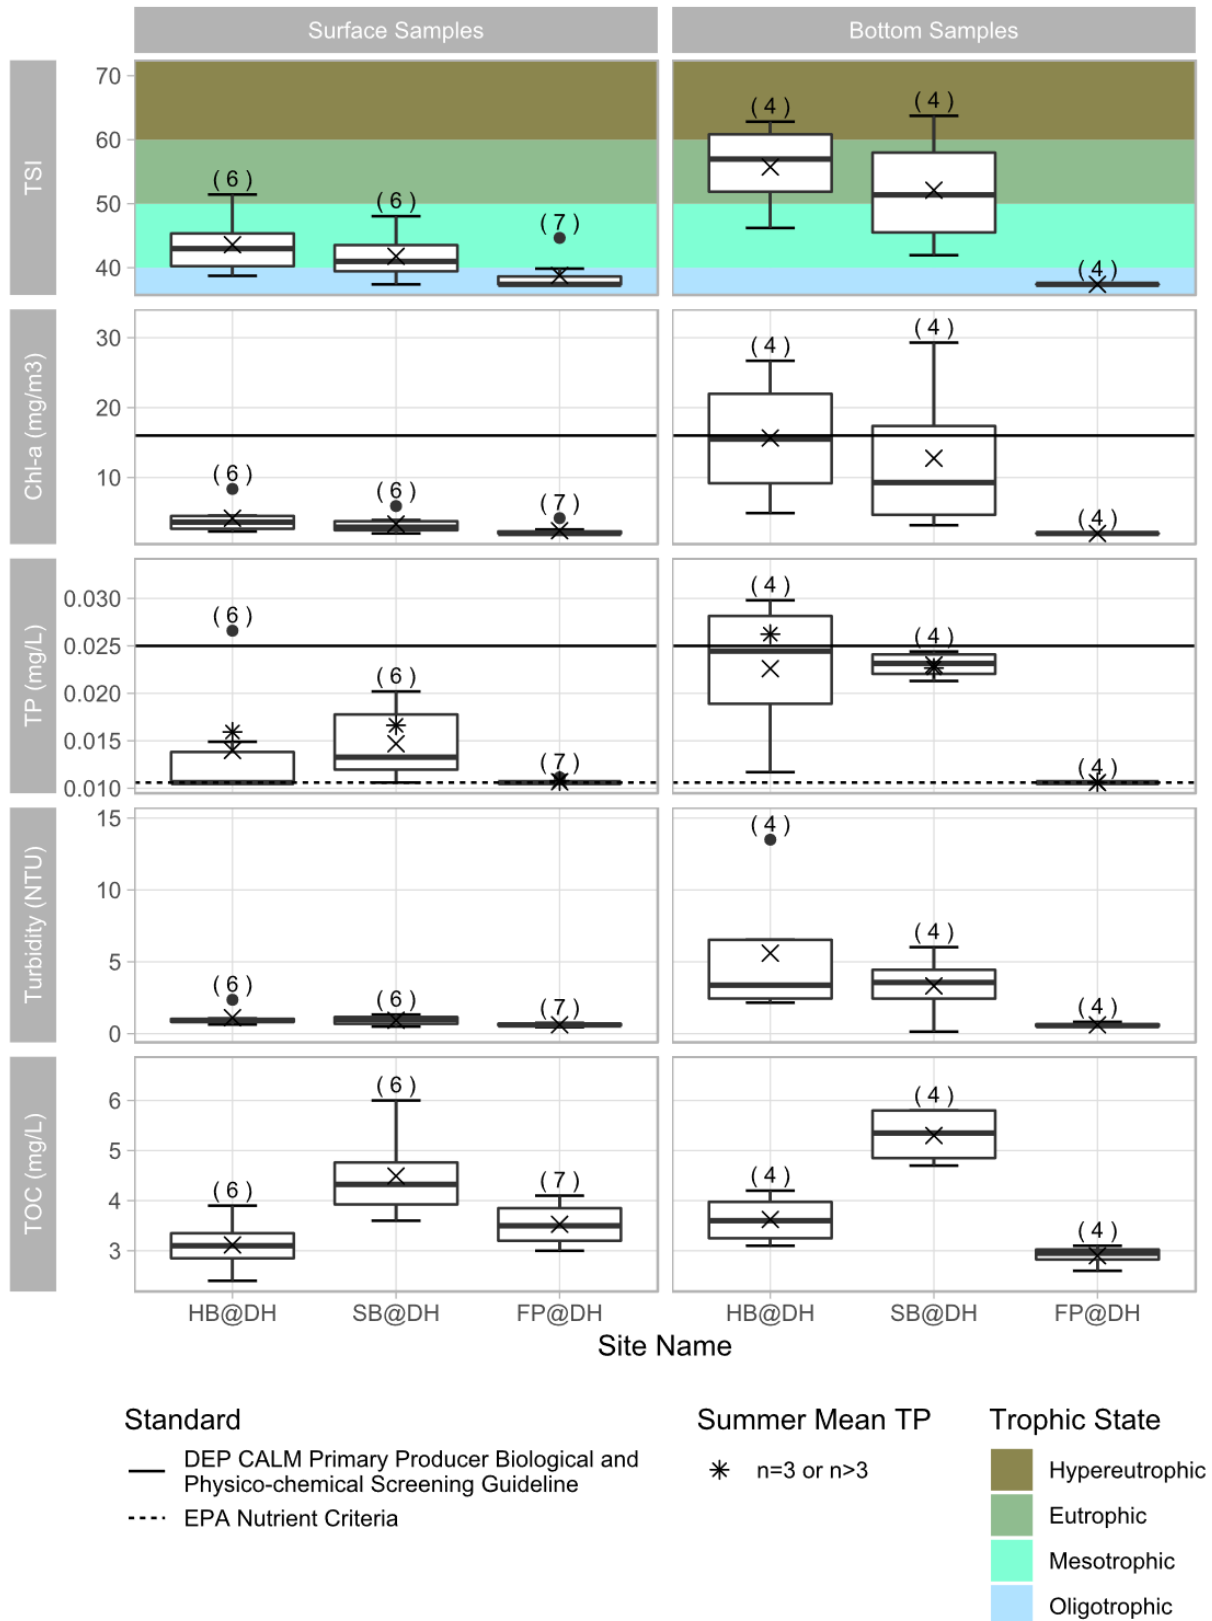 Surface Samples
Bottom Samples
TSI
70
60
50
40
( 6 )
( 6 )
( 7 )
( 4 )
( 4 )
( 4 )
Chl-a (mg/m3)
30
20
10
( 6 )
( 6 )
( 7 )
( 4 )
( 4 )
( 4 )
TP (mg/L)
0.030
0.025
0.020
0.015
0.010
( 6 )
( 6 )
( 7 )
( 4 )
( 4 )
( 4 )
Turbidity (NTU)
15
10
5
0
( 6 )
( 6 )
( 7 )
( 4 )
( 4 )
( 4 )
TOC (mg/L)
6
5
4
3
( 6 )
( 6 )
( 7 )
( 4 )
( 4 )
( 4 )
HB@DH
SB@DH
FP@DH
HB@DH
SB@DH
FP@DH
Site Name
Standard
DEP CALM Primary Producer Biological and
Physico-chemical Screening Guideline
EPA Nutrient Criteria
Summer Mean TP
n=3 or n>3
Trophic State
Hypereutrophic
Eutrophic
Mesotrophic
Oligotrophic